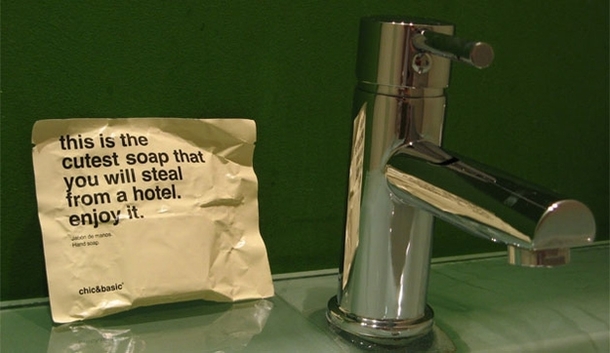 this is the
cutest soap that
you will steal
from a hotel.
enjoy it.
Jabón de manos.
Hand soap.
chic&basic®